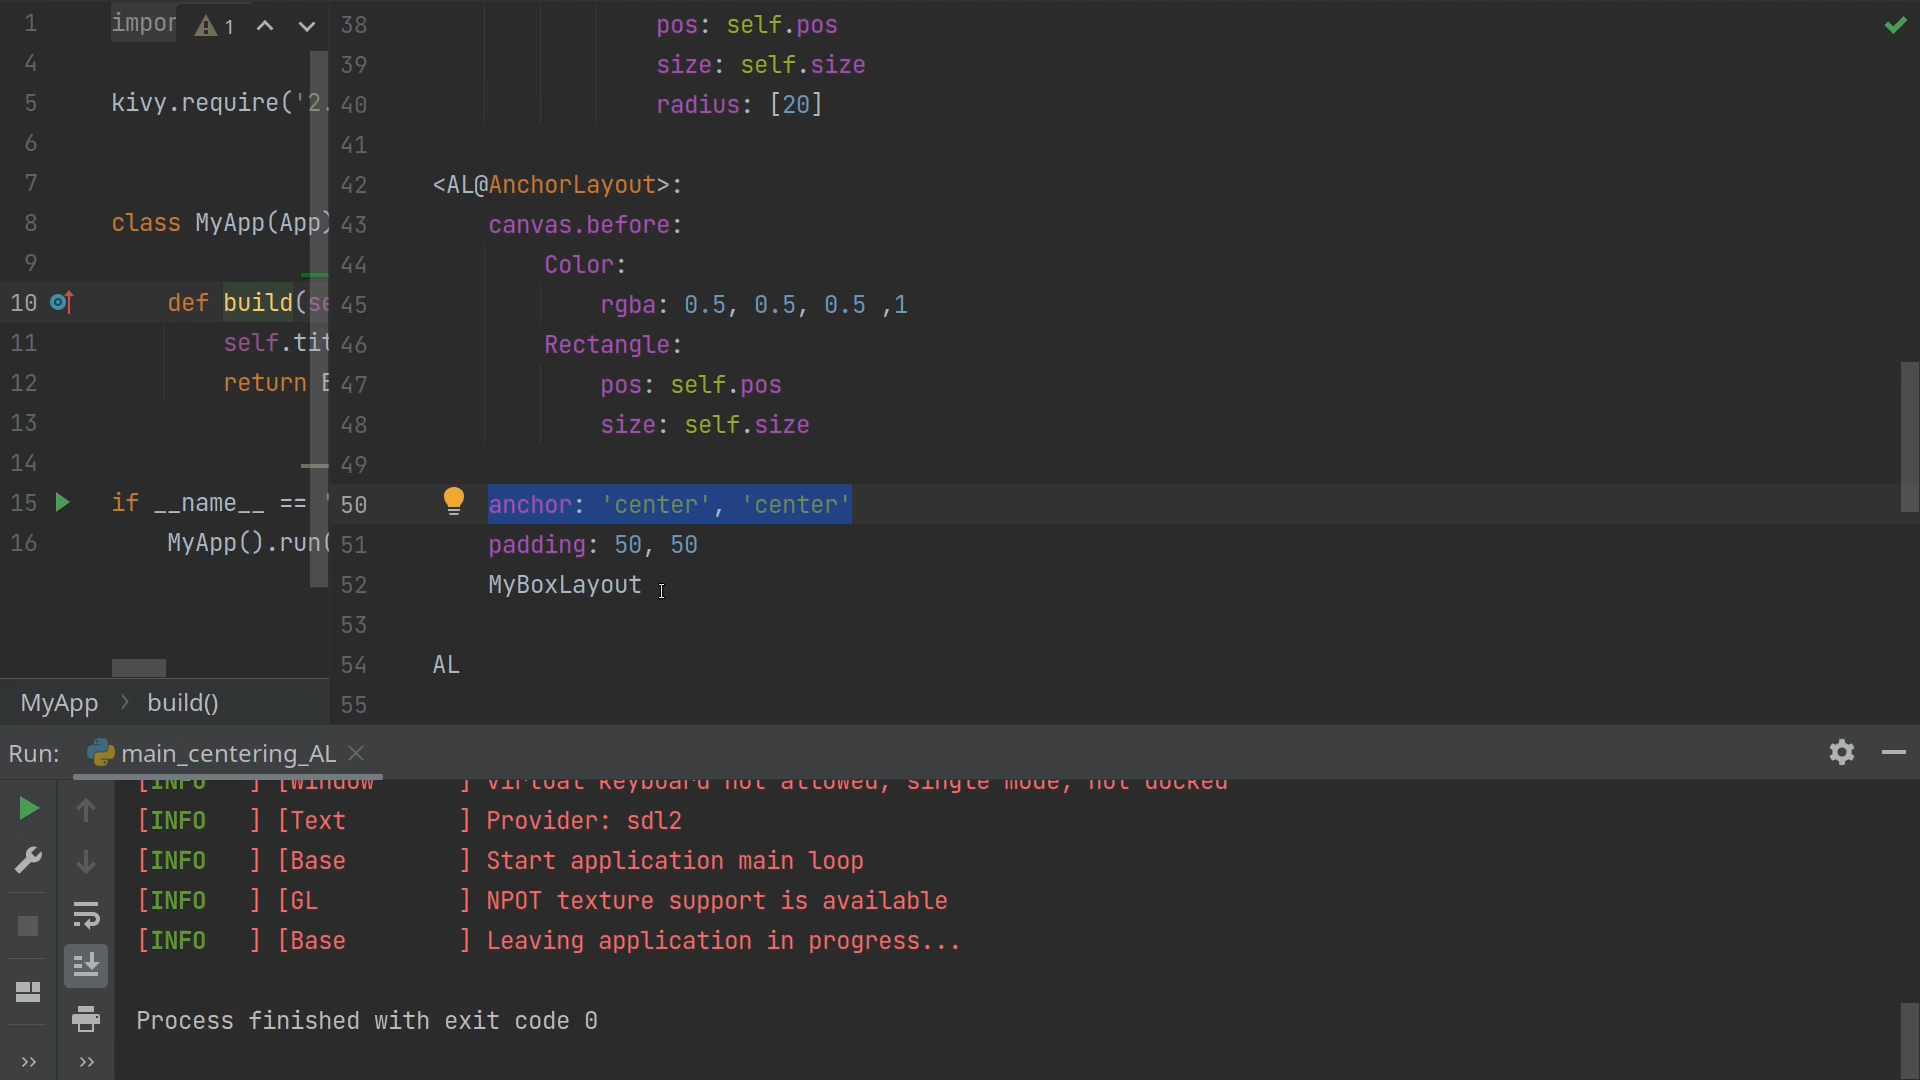 1 impor 1
4
5 kivy.require('2.
6
7
8 class MyApp(App)
9
10 def build(se
11 self.tit
12 return
13
14
15 if __name__ == '
16 MyApp().run(
MyApp > build()
38 pos: self.pos
39 size: self.size
40 radius: [20]
41
42 <AL@AnchorLayout>:
43 canvas.before:
44 Color:
45 rgba: 0.5, 0.5, 0.5 ,1
46 Rectangle:
47 pos: self.pos
48 size: self.size
49
50 anchor: 'center', 'center'
51 padding: 50, 50
52 MyBoxLayout
53
54 AL
55
Run: main_centering_AL
[INFO ] [Window ] Virtual keyboard not allowed, single mode, not docked
[INFO ] [Text ] Provider: sdl2
[INFO ] [Base ] Start application main loop
[INFO ] [GL ] NPOT texture support is available
[INFO ] [Base ] Leaving application in progress...
Process finished with exit code 0